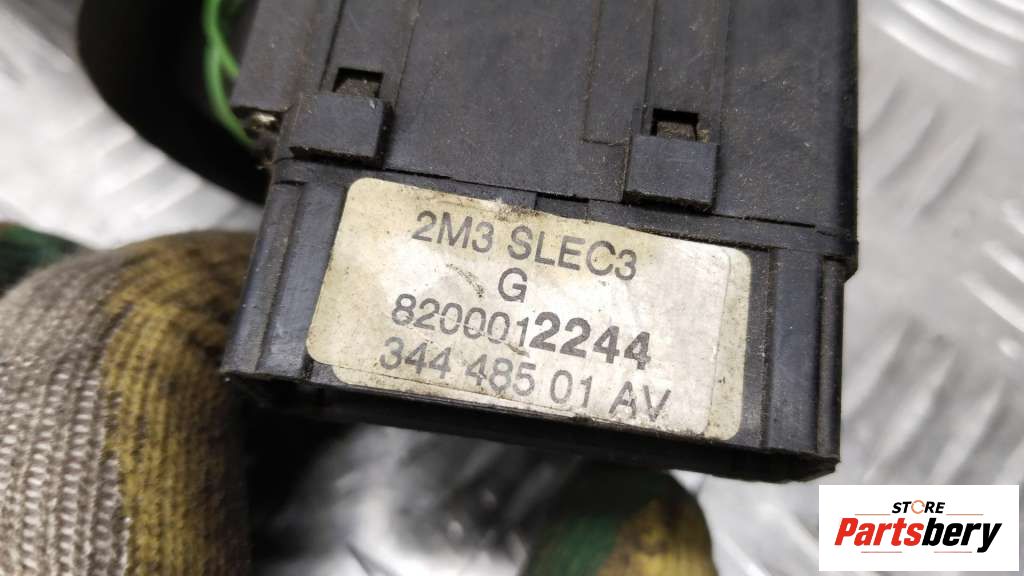 2M3 SLEC3
G
8200012244
344 485 01 AV
STORE
Partsbery